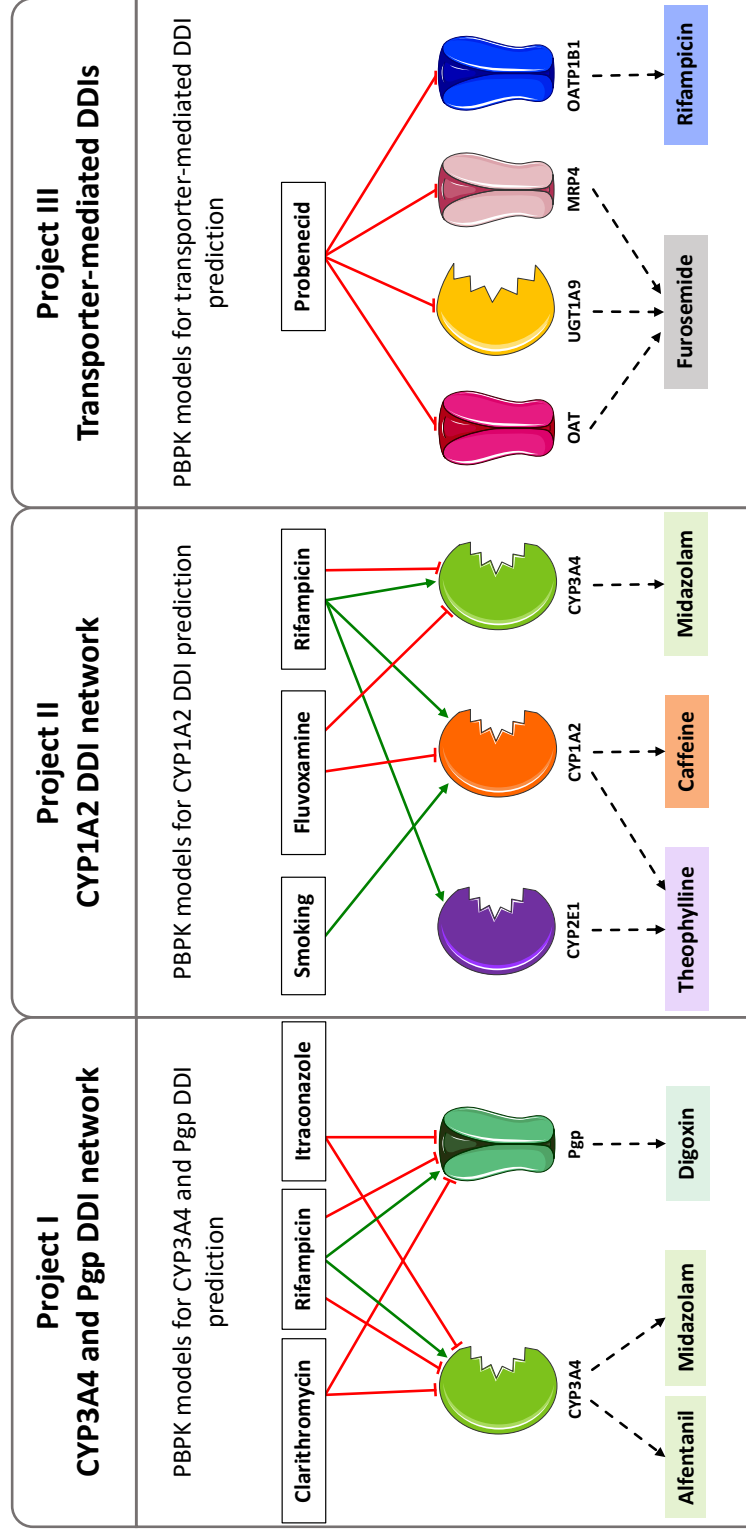 Project I
CYP3A4 and Pgp DDI network
PBPK models for CYP3A4 and Pgp DDI
prediction
Clarithromycin
Rifampicin
Itraconazole
CYP3A4
Pgp
Alfentanil
Midazolam
Digoxin
Project II
CYP1A2 DDI network
PBPK models for CYP1A2 DDI prediction
Smoking
Fluvoxamine
Rifampicin
CYP2E1
CYP1A2
CYP3A4
Theophylline
Caffeine
Midazolam
Project III
Transporter-mediated DDIs
PBPK models for transporter-mediated DDI
prediction
Probenecid
OAT
UGT1A9
MRP4
OATP1B1
Furosemide
Rifampicin